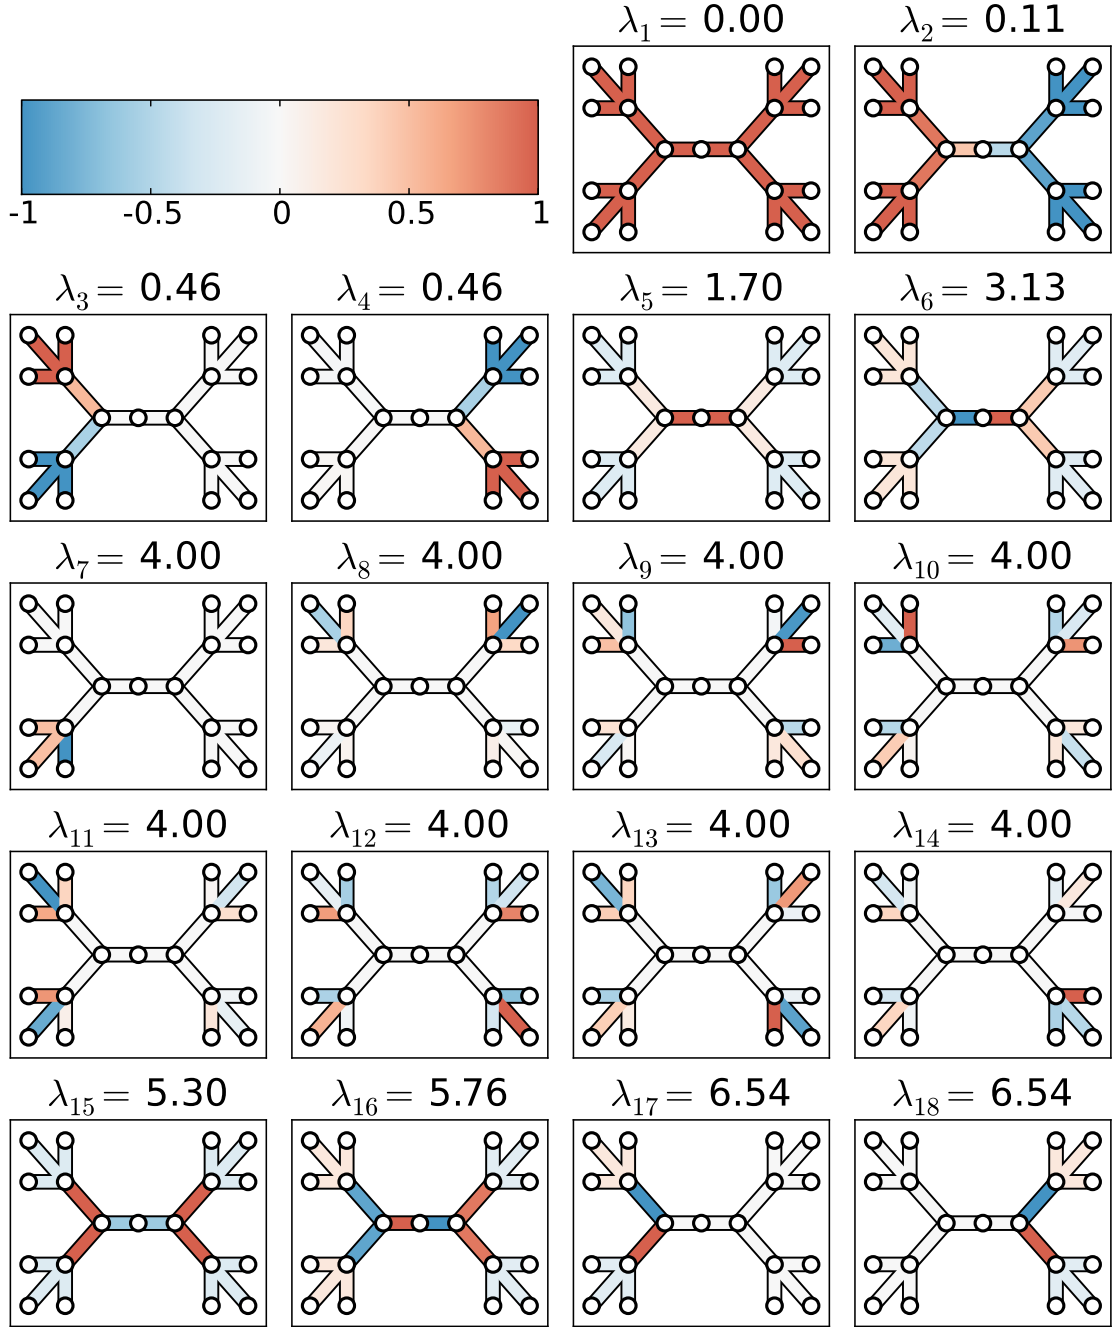 λ1 = 0.00
λ2 = 0.11
-1 -0.5 0 0.5 1
λ3 = 0.46
λ4 = 0.46
λ5 = 1.70
λ6 = 3.13
λ7 = 4.00
λ8 = 4.00
λ9 = 4.00
λ10 = 4.00
λ11 = 4.00
λ12 = 4.00
λ13 = 4.00
λ14 = 4.00
λ15 = 5.30
λ16 = 5.76
λ17 = 6.54
λ18 = 6.54